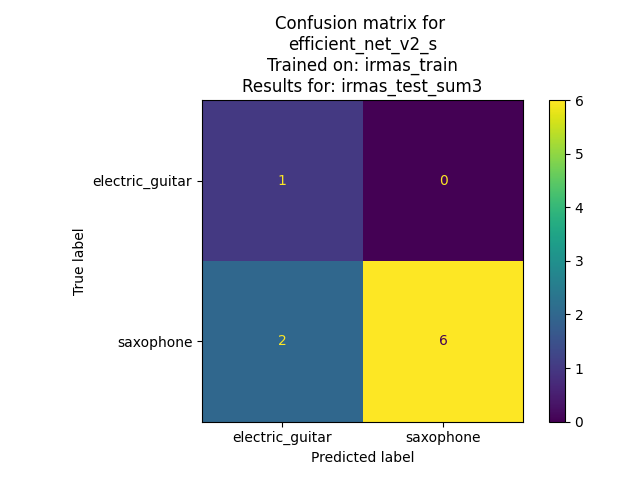 Confusion matrix for
efficient_net_v2_s
Trained on: irmas_train
Results for: irmas_test_sum3
True label
electric_guitar
1
0
saxophone
2
6
electric_guitar
saxophone
Predicted label
6
5
4
3
2
1
0